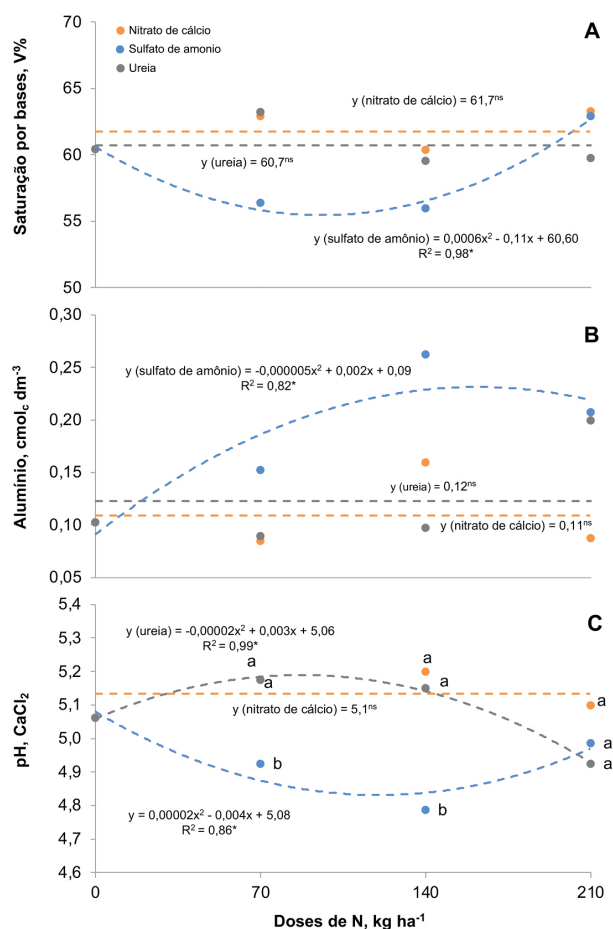 A
Nitrato de cálcio
Sulfato de amonio
Ureia
Saturação por bases, V%
70
65
60
55
50
y (nitrato de cálcio) = 61,7ⁿˢ
y (ureia) = 60,7ⁿˢ
y (sulfato de amônio) = 0,0006x² - 0,11x + 60,60
R² = 0,98*
B
Alumínio, cmol꜀ dm⁻³
0,30
0,25
0,20
0,15
0,10
0,05
y (sulfato de amônio) = -0,000005x² + 0,002x + 0,09
R² = 0,82*
y (ureia) = 0,12ⁿˢ
y (nitrato de cálcio) = 0,11ⁿˢ
C
pH, CaCl₂
5,4
5,3
5,2
5,1
5,0
4,9
4,8
4,7
4,6
y (ureia) = -0,00002x² + 0,003x + 5,06
R² = 0,99*
a
a
a
a
a
a
y (nitrato de cálcio) = 5,1ⁿˢ
b
b
a
y = 0,00002x² - 0,004x + 5,08
R² = 0,86*
0
70
140
210
Doses de N, kg ha⁻¹